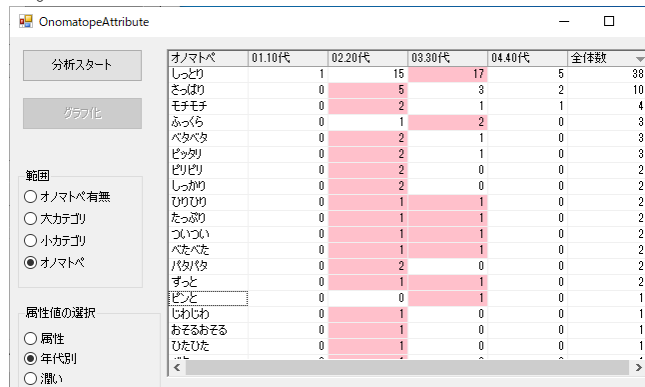 OnomatopeAttribute
分析スタート
グラフ化
範囲
オノマトペ有無
大カテゴリ
小カテゴリ
オノマトペ
属性値の選択
属性
年代別
潤い
オノマトペ 01.10代 02.20代 03.30代 04.40代 全体数
しっとり 1 15 17 5 38
さっぱり 0 5 3 2 10
モチモチ 0 2 1 1 4
ふっくら 0 1 2 0 3
ベタベタ 0 2 1 0 3
ピッタリ 0 2 1 0 3
ピリピリ 0 2 0 0 2
しっかり 0 2 0 0 2
ひりひり 0 1 1 0 2
たっぷり 0 1 1 0 2
ついつい 0 1 1 0 2
べたべた 0 1 1 0 2
パタパタ 0 2 0 0 2
ずっと 0 1 1 0 2
ピンと 0 0 1 0 1
じわじわ 0 1 0 0 1
おそるおそる 0 1 0 0 1
ひたひた 0 1 0 0 1